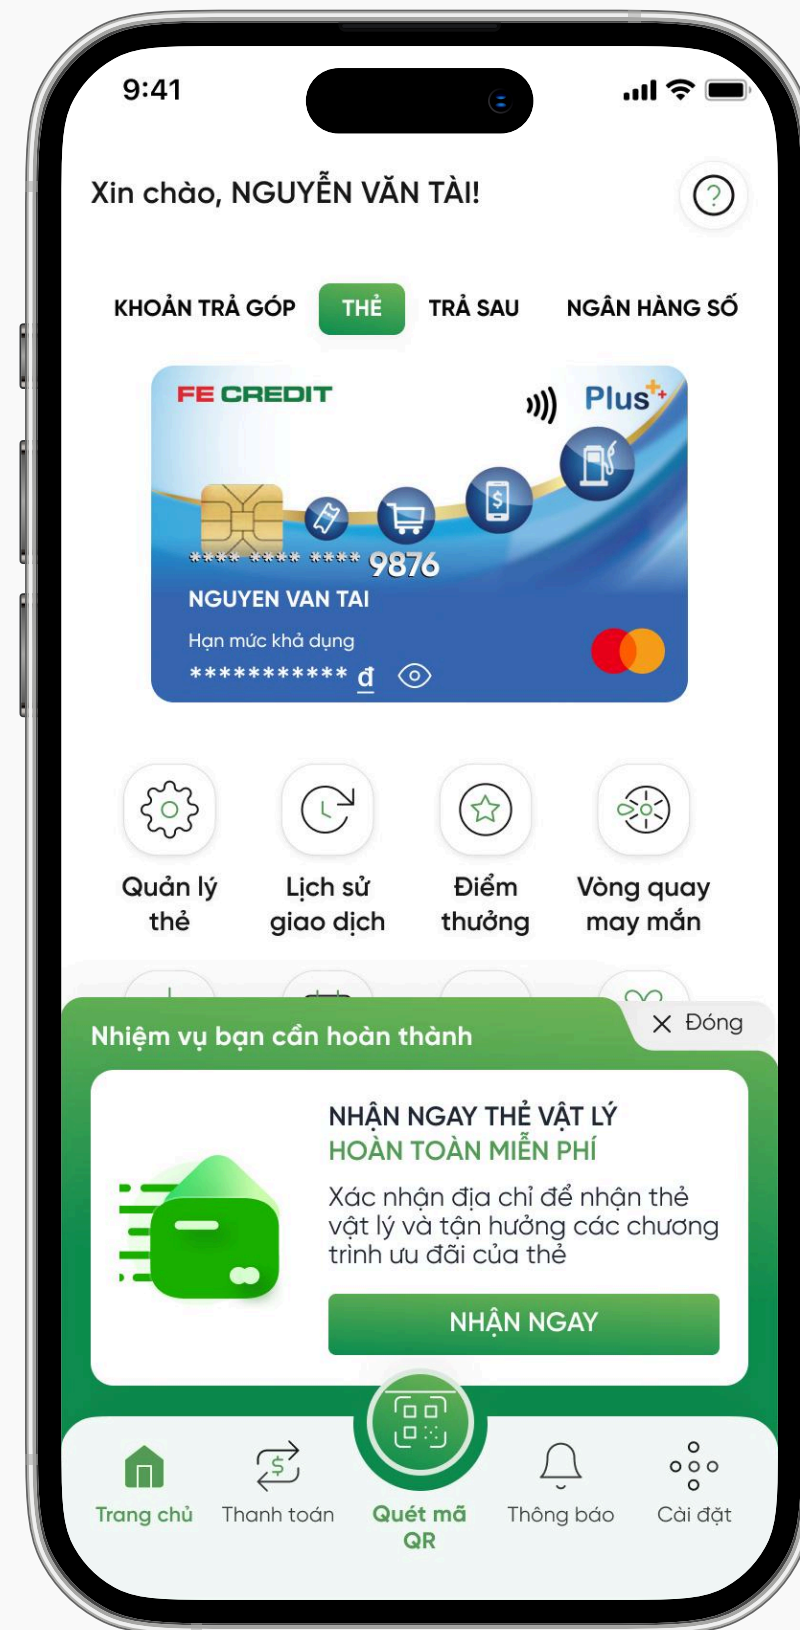 9:41
Xin chào, NGUYỄN VĂN TÀI!
KHOẢN TRẢ GÓP THẺ TRẢ SAU NGÂN HÀNG SỐ
FE CREDIT Plus
**** **** **** 9876
NGUYEN VAN TAI
Hạn mức khả dụng
*********** đ
Quản lý thẻ
Lịch sử giao dịch
Điểm thưởng
Vòng quay may mắn
Nhiệm vụ bạn cần hoàn thành
Đóng
NHẬN NGAY THẺ VẬT LÝ
HOÀN TOÀN MIỄN PHÍ
Xác nhận địa chỉ để nhận thẻ
vật lý và tận hưởng các chương
trình ưu đãi của thẻ
NHẬN NGAY
Trang chủ
Thanh toán
Quét mã
QR
Thông báo
Cài đặt